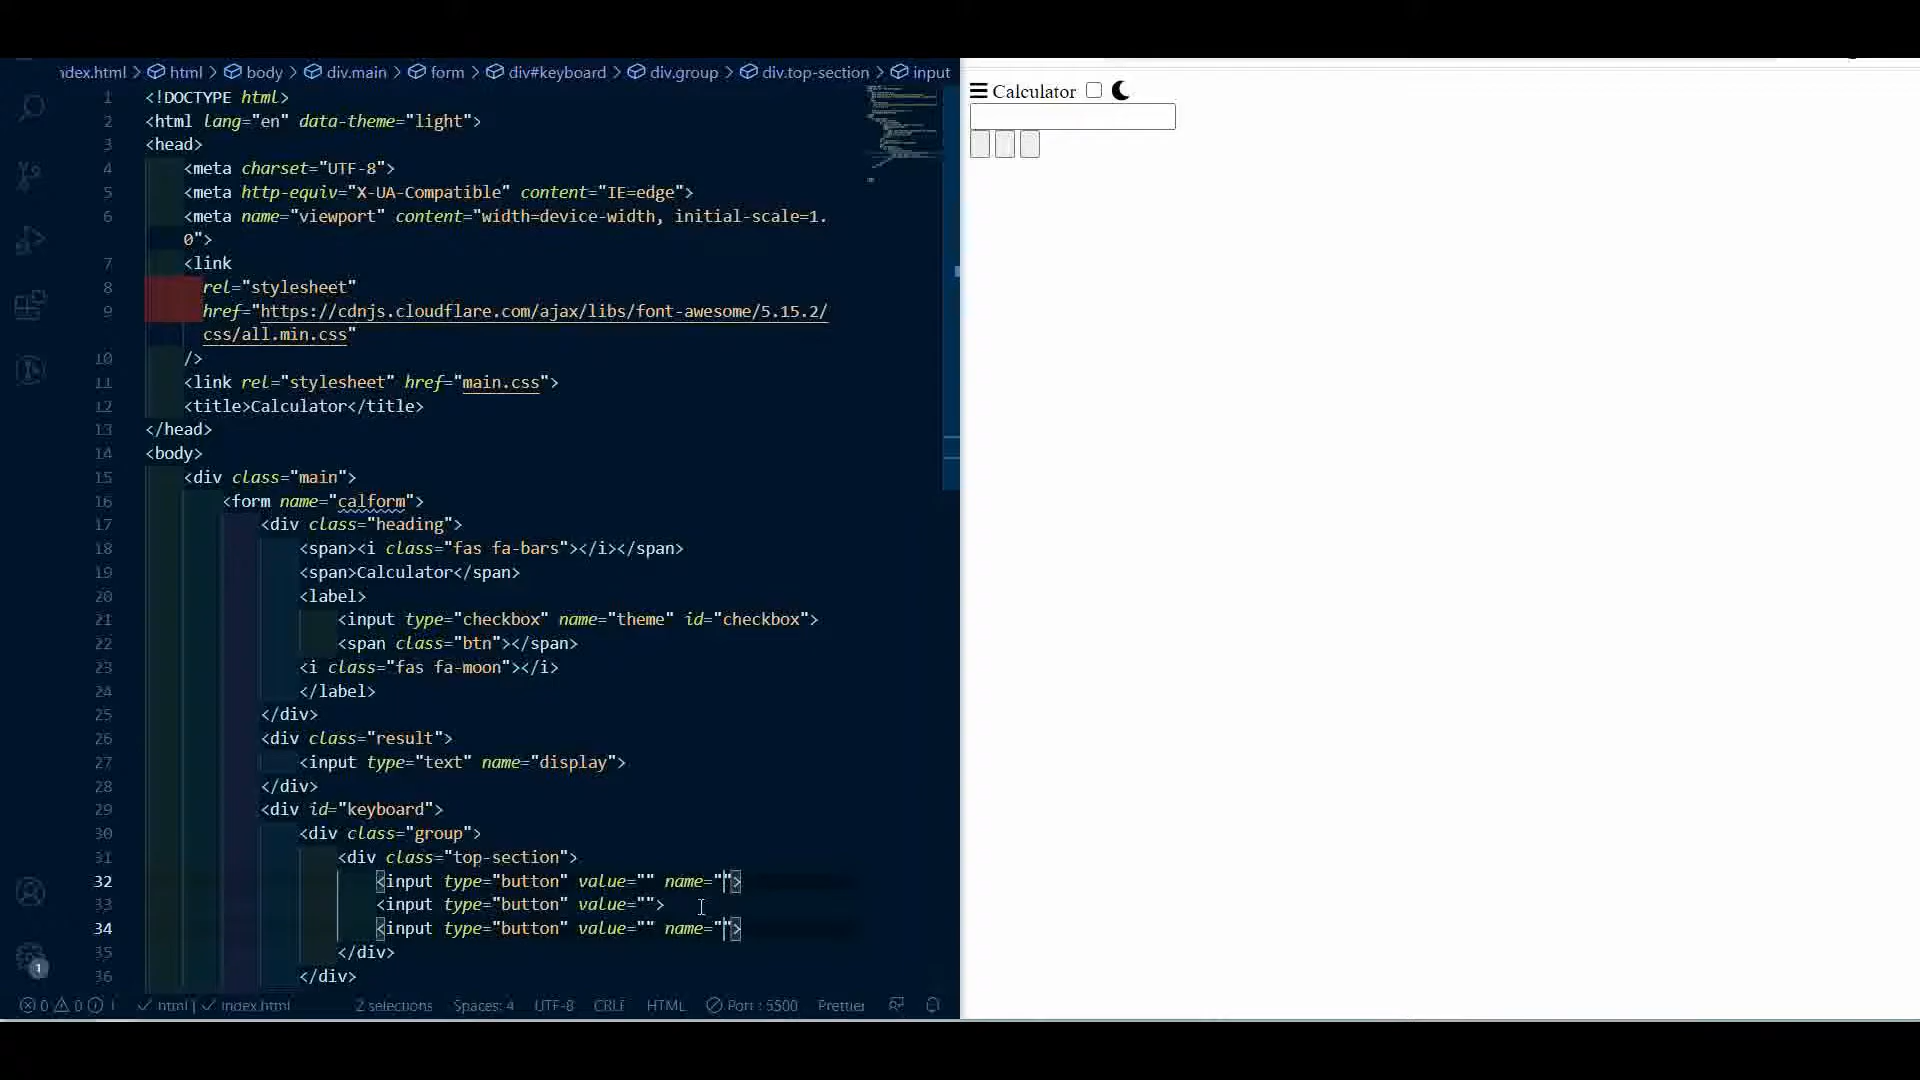 ndex.html > html > body > div.main > form > div#keyboard > div.group > div.top-section > input
1 <!DOCTYPE html>
2 <html lang="en" data-theme="light">
3 <head>
4 <meta charset="UTF-8">
5 <meta http-equiv="X-UA-Compatible" content="IE=edge">
6 <meta name="viewport" content="width=device-width, initial-scale=1.
0">
7 <link
8 rel="stylesheet"
9 href="https://cdnjs.cloudflare.com/ajax/libs/font-awesome/5.15.2/
css/all.min.css"
10 />
11 <link rel="stylesheet" href="main.css">
12 <title>Calculator</title>
13 </head>
14 <body>
15 <div class="main">
16 <form name="calform">
17 <div class="heading">
18 <span><i class="fas fa-bars"></i></span>
19 <span>Calculator</span>
20 <label>
21 <input type="checkbox" name="theme" id="checkbox">
22 <span class="btn"></span>
23 <i class="fas fa-moon"></i>
24 </label>
25 </div>
26 <div class="result">
27 <input type="text" name="display">
28 </div>
29 <div id="keyboard">
30 <div class="group">
31 <div class="top-section">
32 <input type="button" value="" name="">
33 <input type="button" value="">
34 <input type="button" value="" name="">
35 </div>
36 </div>
1
0 0 1 html | index.html 2 selections Spaces: 4 UTF-8 CRLF HTML Port : 5500 Prettier
Calculator